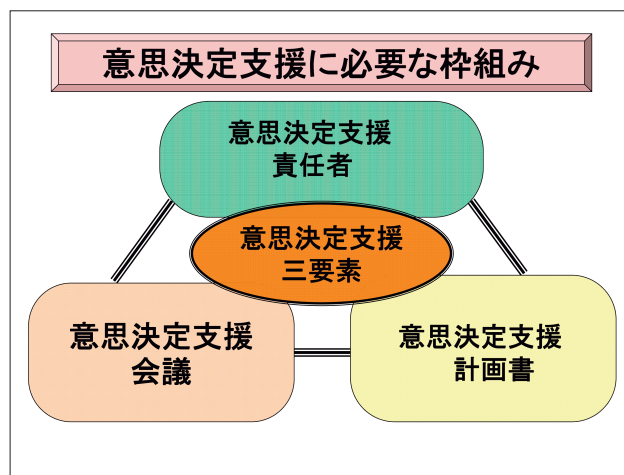 意思決定支援に必要な枠組み
意思決定支援
責任者
意思決定支援
三要素
意思決定支援
会議
意思決定支援
計画書